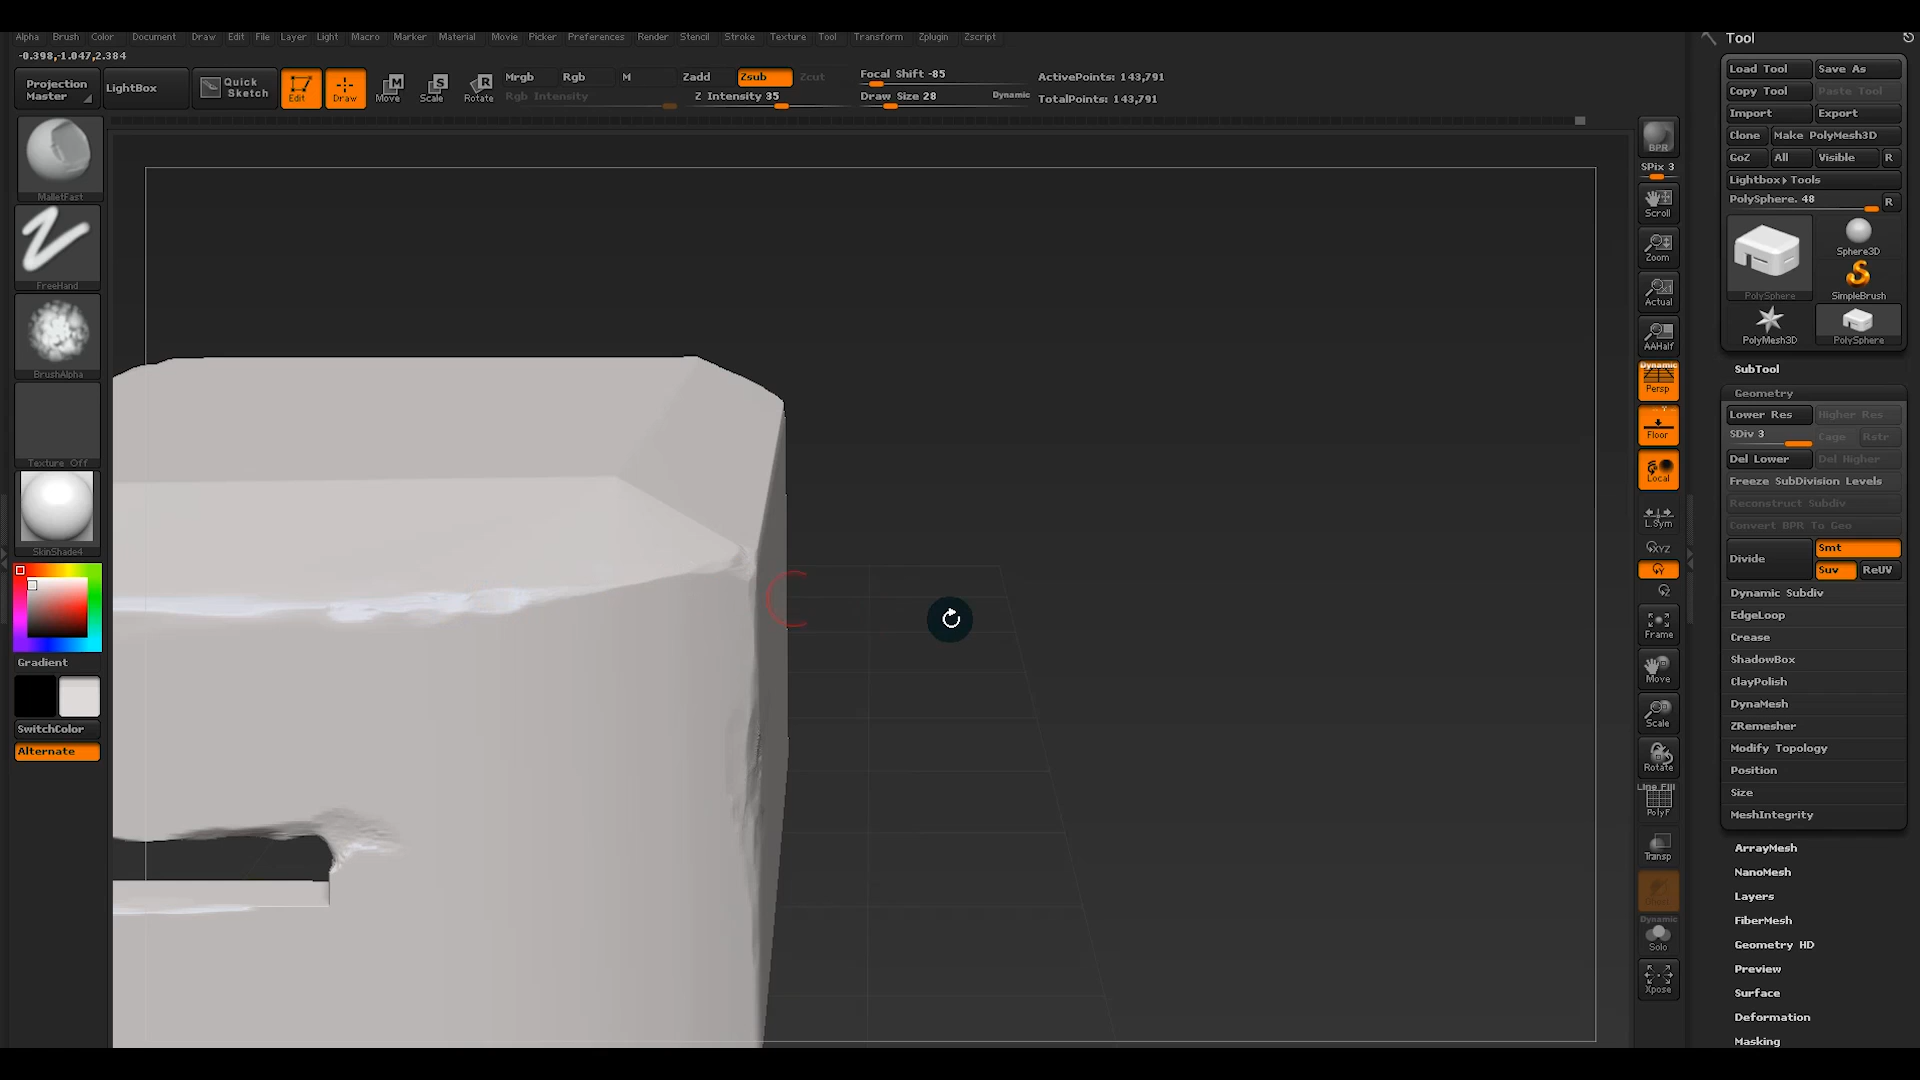 Alpha Brush Color Document Draw Edit File Layer Light Macro Marker Material Movie Picker Preferences Render Stencil Stroke Texture Tool Transform Zplugin Zscript
-0.398,-1.047,2.384
Projection
Master
LightBox
Quick
Sketch
Edit
Draw
Move
Scale
Rotate
Mrgb Rgb M
Rgb Intensity
Zadd Zsub Zcut
Z Intensity 35
Focal Shift -85
Draw Size 28 Dynamic
ActivePoints: 143,791
TotalPoints: 143,791
MalletFast
FreeHand
BrushAlpha
Texture Off
SkinShade4
Gradient
SwitchColor
Alternate
BPR
SPix 3
Scroll
Zoom
Actual
AAHalf
Dynamic
Persp
Floor
Local
L.Sym
XYZ
Y
Z
Frame
Move
Scale
Rotate
Line Fill
PolyF
Transp
Dynamic
Solo
Xpose
Tool
Load Tool Save As
Copy Tool Paste Tool
Import Export
Clone Make PolyMesh3D
GoZ All Visible R
Lightbox▸Tools
PolySphere. 48 R
PolySphere
Sphere3D
SimpleBrush
PolyMesh3D
PolySphere
SubTool
Geometry
Lower Res Higher Res
SDiv 3 Cage Rstr
Del Lower Del Higher
Freeze SubDivision Levels
Reconstruct Subdiv
Convert BPR To Geo
Divide
Smt
Suv ReUV
Dynamic Subdiv
EdgeLoop
Crease
ShadowBox
ClayPolish
DynaMesh
ZRemesher
Modify Topology
Position
Size
MeshIntegrity
ArrayMesh
NanoMesh
Layers
FiberMesh
Geometry HD
Preview
Surface
Deformation
Masking